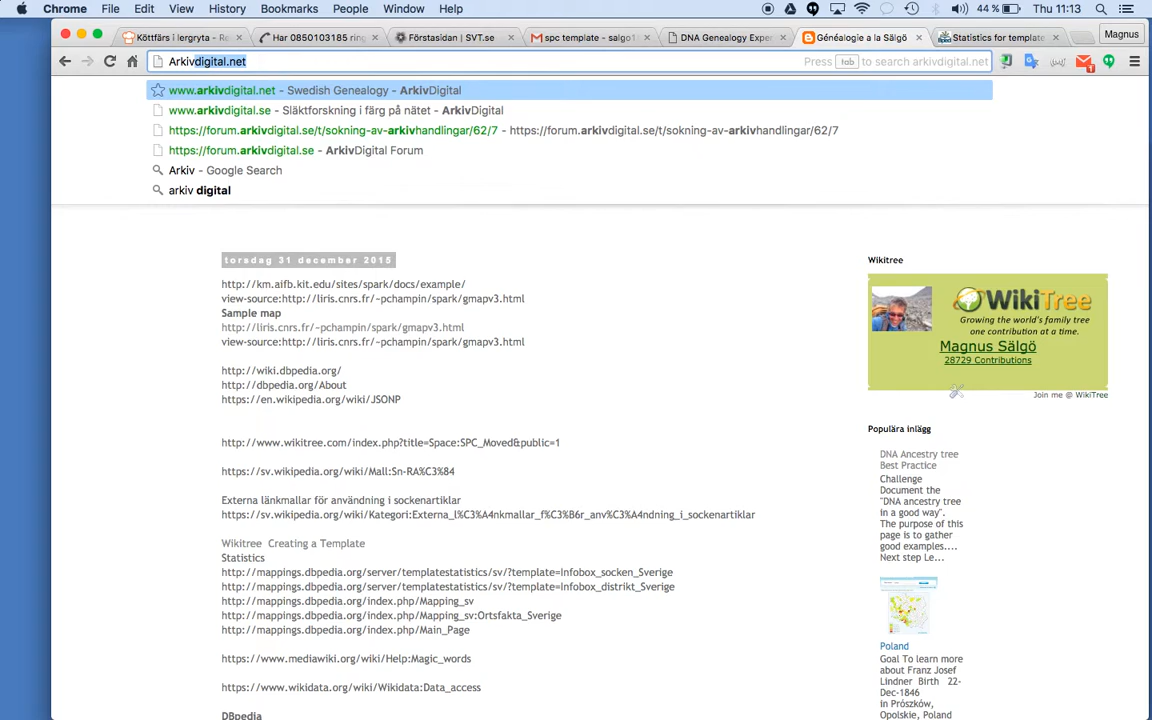 Chrome File Edit View History Bookmarks People Window Help 44 % Thu 11:13
Köttfärs i lergryta - Re
Har 0850103185 ring
Förstasidan | SVT.se
spc template - salgo1
DNA Genealogy Exper
Généalogie a la Sälgö
Statistics for template
Magnus
Arkivdigital.net
Press tab to search arkivdigital.net
www.arkivdigital.net - Swedish Genealogy - ArkivDigital
www.arkivdigital.se - Släktforskning i färg på nätet - ArkivDigital
https://forum.arkivdigital.se/t/sokning-av-arkivhandlingar/62/7 - https://forum.arkivdigital.se/t/sokning-av-arkivhandlingar/62/7
https://forum.arkivdigital.se - ArkivDigital Forum
Arkiv - Google Search
arkiv digital
torsdag 31 december 2015
http://km.aifb.kit.edu/sites/spark/docs/example/
view-source:http://liris.cnrs.fr/~pchampin/spark/gmapv3.html
Sample map
http://liris.cnrs.fr/~pchampin/spark/gmapv3.html
view-source:http://liris.cnrs.fr/~pchampin/spark/gmapv3.html
http://wiki.dbpedia.org/
http://dbpedia.org/About
https://en.wikipedia.org/wiki/JSONP
http://www.wikitree.com/index.php?title=Space:SPC_Moved&public=1
https://sv.wikipedia.org/wiki/Mall:Sn-RA%C3%84
Externa länkmallar för användning i sockenartiklar
https://sv.wikipedia.org/wiki/Kategori:Externa_l%C3%A4nkmallar_f%C3%B6r_anv%C3%A4ndning_i_sockenartiklar
Wikitree Creating a Template
Statistics
http://mappings.dbpedia.org/server/templatestatistics/sv/?template=Infobox_socken_Sverige
http://mappings.dbpedia.org/server/templatestatistics/sv/?template=Infobox_distrikt_Sverige
http://mappings.dbpedia.org/index.php/Mapping_sv
http://mappings.dbpedia.org/index.php/Mapping_sv:Ortsfakta_Sverige
http://mappings.dbpedia.org/index.php/Main_Page
https://www.mediawiki.org/wiki/Help:Magic_words
https://www.wikidata.org/wiki/Wikidata:Data_access
DBpedia
Wikitree
WikiTree
Growing the world's family tree
one contribution at a time.
Magnus Sälgö
28729 Contributions
Join me @ WikiTree
Populära inlägg
DNA Ancestry tree
Best Practice
Challenge
Document the
"DNA ancestry tree
in a good way".
The purpose of this
page is to gather
good examples....
Next step Le...
Poland
Goal To learn more
about Franz Josef
Lindner Birth 22-
Dec-1846
in Prószków,
Opolskie, Poland